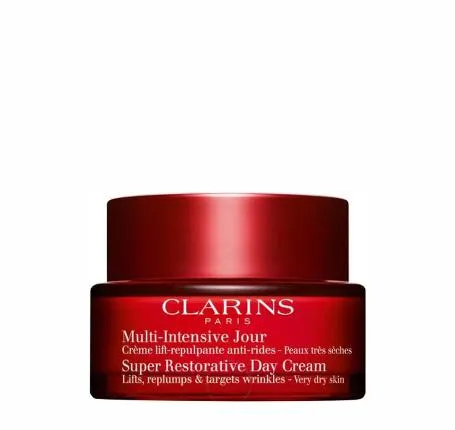 CLARINS
PARIS
Multi-Intensive Jour
Crème lift-repulpante anti-rides - Peaux très sèches
Super Restorative Day Cream
Lifts, replumps & targets wrinkles - Very dry skin